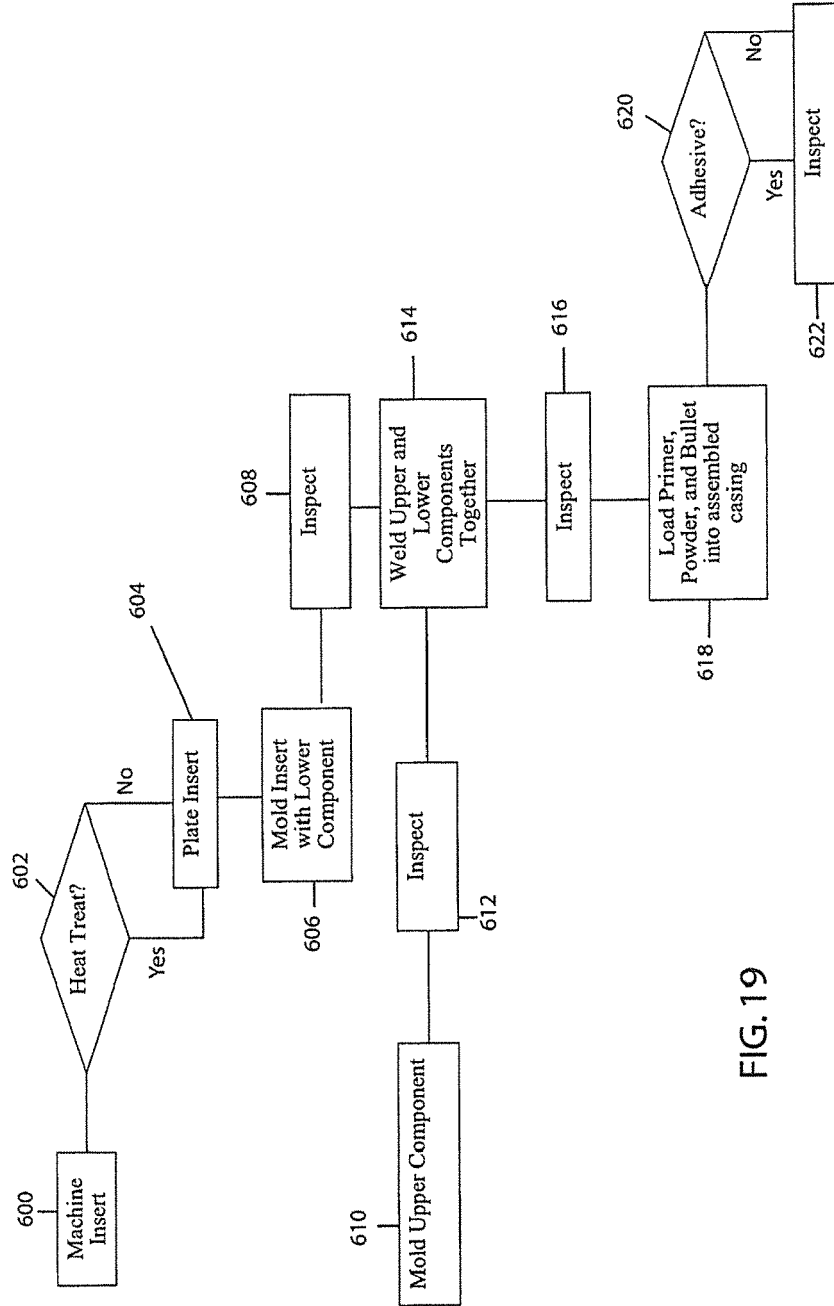 600
Machine
Insert
602
Heat Treat?
Yes
No
604
Plate Insert
606
Mold Insert
with Lower
Component
608
Inspect
610
Mold Upper Component
612
Inspect
614
Weld Upper and
Lower
Components
Together
616
Inspect
618
Load Primer,
Powder, and Bullet
into assembled
casing
620
Adhesive?
Yes
No
622
Inspect
FIG. 19